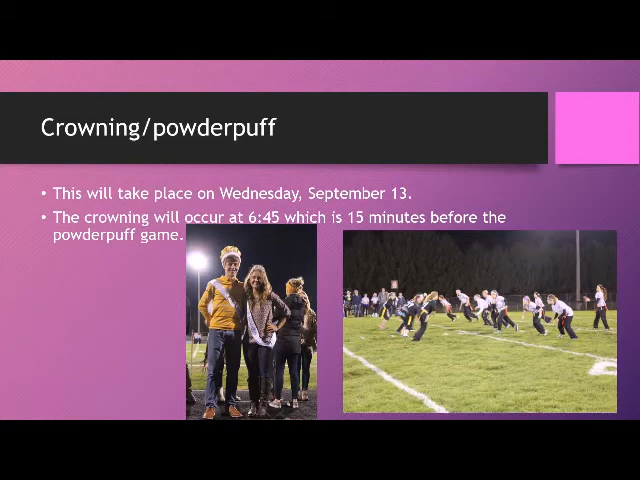 Crowning/powderpuff
• This will take place on Wednesday, September 13.
• The crowning will occur at 6:45 which is 15 minutes before the
powderpuff game.